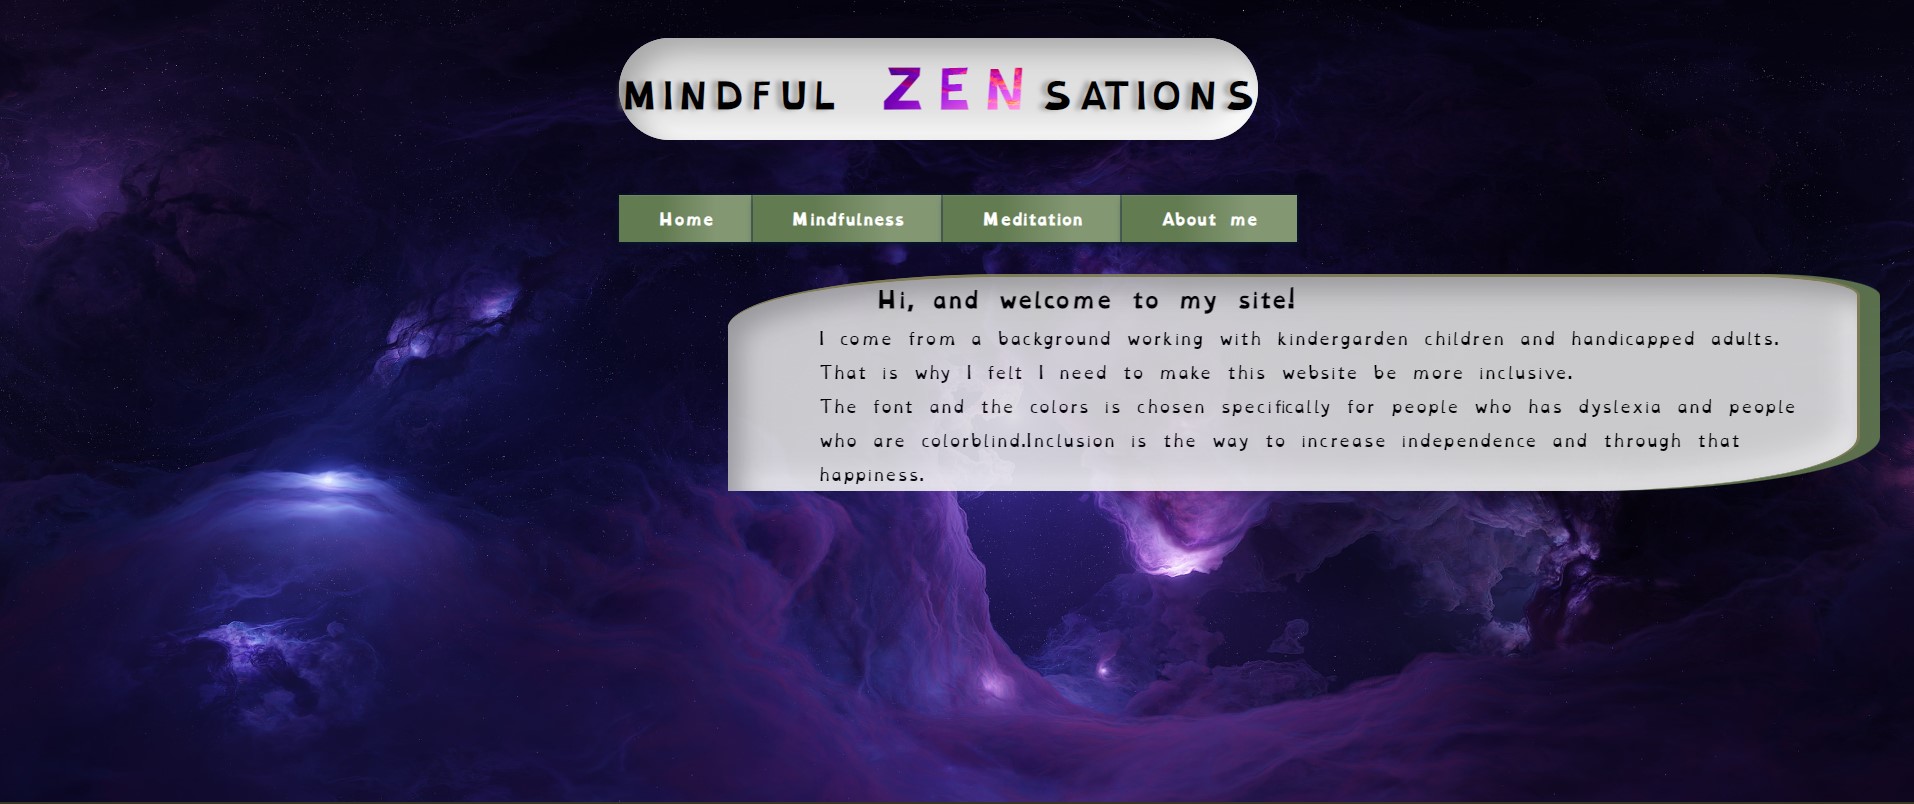 MINDFUL ZEN SATIONS
Home Mindfulness Meditation About me
Hi, and welcome to my site!
I come from a background working with kindergarden children and handicapped adults.
That is why I felt I need to make this website be more inclusive.
The font and the colors is chosen specifically for people who has dyslexia and people
who are colorblind.Inclusion is the way to increase independence and through that
happiness.